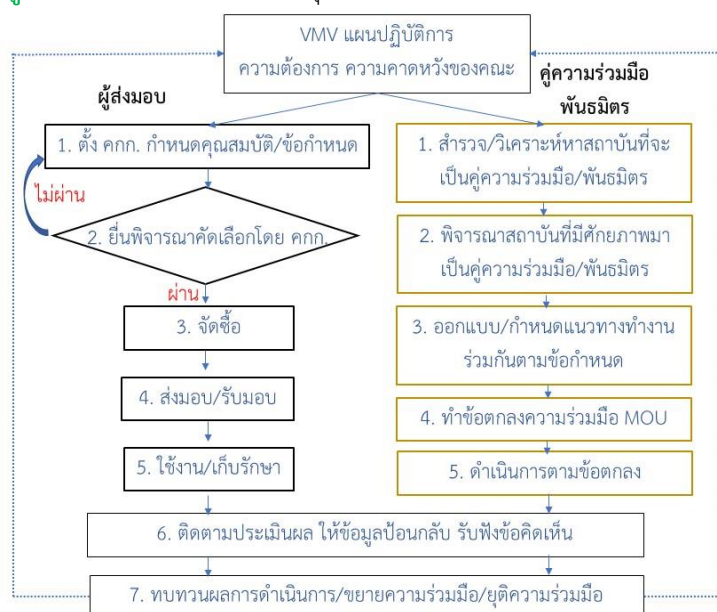 VMV แผนปฏิบัติการ
ความต้องการ ความคาดหวังของคณะ
ผู้ส่งมอบ
คู่ความร่วมมือ
พันธมิตร
1. ตั้ง คกก. กำหนดคุณสมบัติ/ข้อกำหนด
ไม่ผ่าน
2. ยื่นพิจารณาคัดเลือกโดย คกก.
ผ่าน
3. จัดซื้อ
4. ส่งมอบ/รับมอบ
5. ใช้งาน/เก็บรักษา
1. สำรวจ/วิเคราะห์หาสถาบันที่จะ
เป็นคู่ความร่วมมือ/พันธมิตร
2. พิจารณาสถาบันที่มีศักยภาพมา
เป็นคู่ความร่วมมือ/พันธมิตร
3. ออกแบบ/กำหนดแนวทางทำงาน
ร่วมกันตามข้อกำหนด
4. ทำข้อตกลงความร่วมมือ MOU
5. ดำเนินการตามข้อตกลง
6. ติดตามประเมินผล ให้ข้อมูลป้อนกลับ รับฟังข้อคิดเห็น
7. ทบทวนผลการดำเนินการ/ขยายความร่วมมือ/ยุติความร่วมมือ